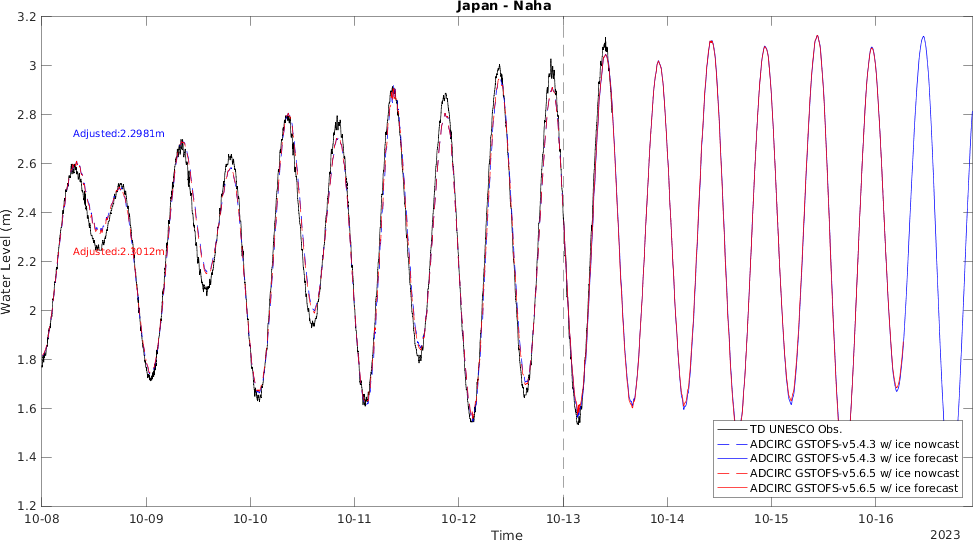 Japan - Naha
3.2
3
2.8
2.6
2.4
2.2
2
1.8
1.6
1.4
1.2
Water Level (m)
Adjusted:2.2981m
Adjusted:2.3012m
TD UNESCO Obs.
ADCIRC GSTOFS-v5.4.3 w/ ice nowcast
ADCIRC GSTOFS-v5.4.3 w/ ice forecast
ADCIRC GSTOFS-v5.6.5 w/ ice nowcast
ADCIRC GSTOFS-v5.6.5 w/ ice forecast
10-08 10-09 10-10 10-11 10-12 10-13 10-14 10-15 10-16
Time
2023